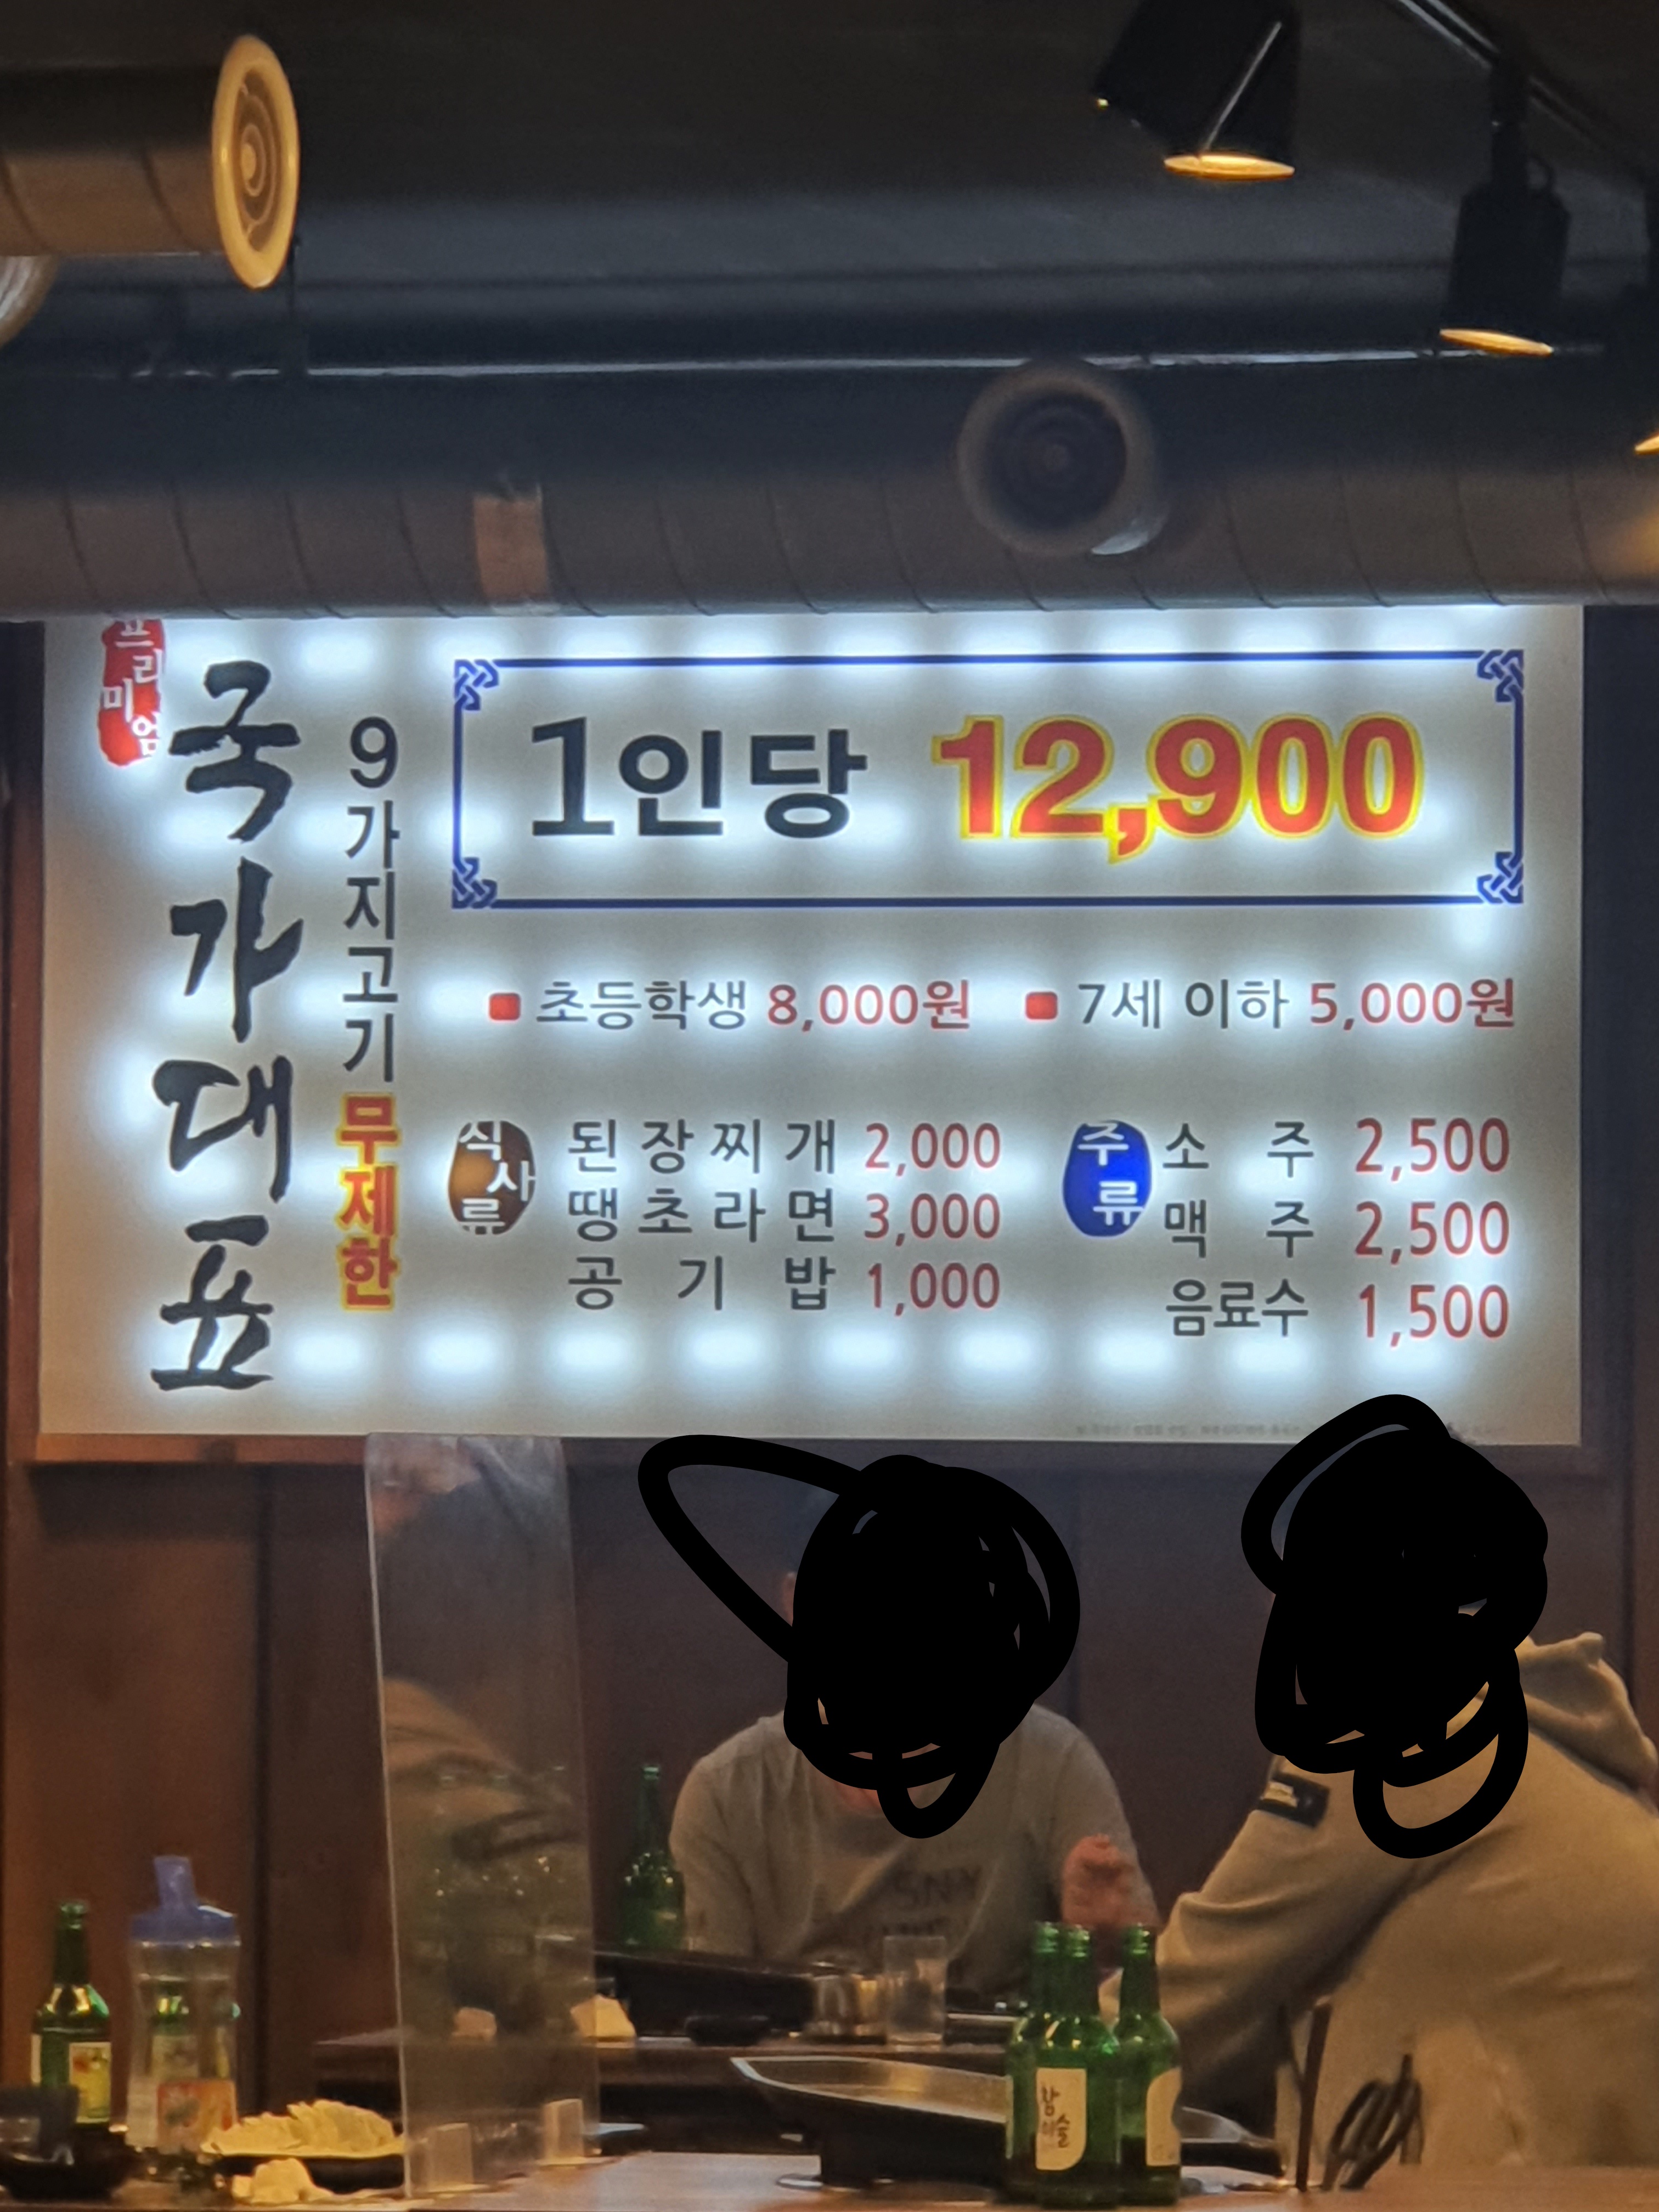 프리미엄
국가대표
9가지고기 무제한
1인당 12,900
초등학생 8,000원
7세 이하 5,000원
식사류
된장찌개 2,000
땡초라면 3,000
공기밥 1,000
주류
소주 2,500
맥주 2,500
음료수 1,500